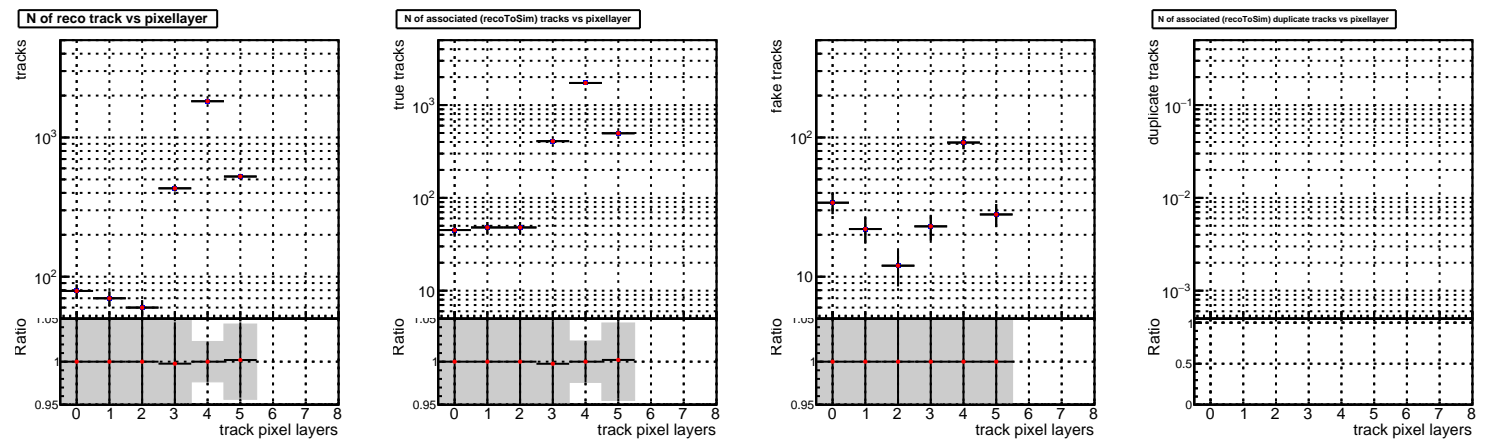 N of reco track vs pixellayer
tracks
10³
10²
1.05
Ratio
1
0.95
0 1 2 3 4 5 6 7 8
track pixel layers
N of associated (recoToSim) tracks vs pixellayer
true tracks
10³
10²
10
1.05
Ratio
1
0.95
0 1 2 3 4 5 6 7 8
track pixel layers
fake tracks
10²
10
1.05
Ratio
1
0.95
0 1 2 3 4 5 6 7 8
track pixel layers
N of associated (recoToSim) duplicate tracks vs pixellayer
duplicate tracks
10⁻¹
10⁻²
10⁻³
Ratio
1
0.5
0
0 1 2 3 4 5 6 7 8
track pixel layers